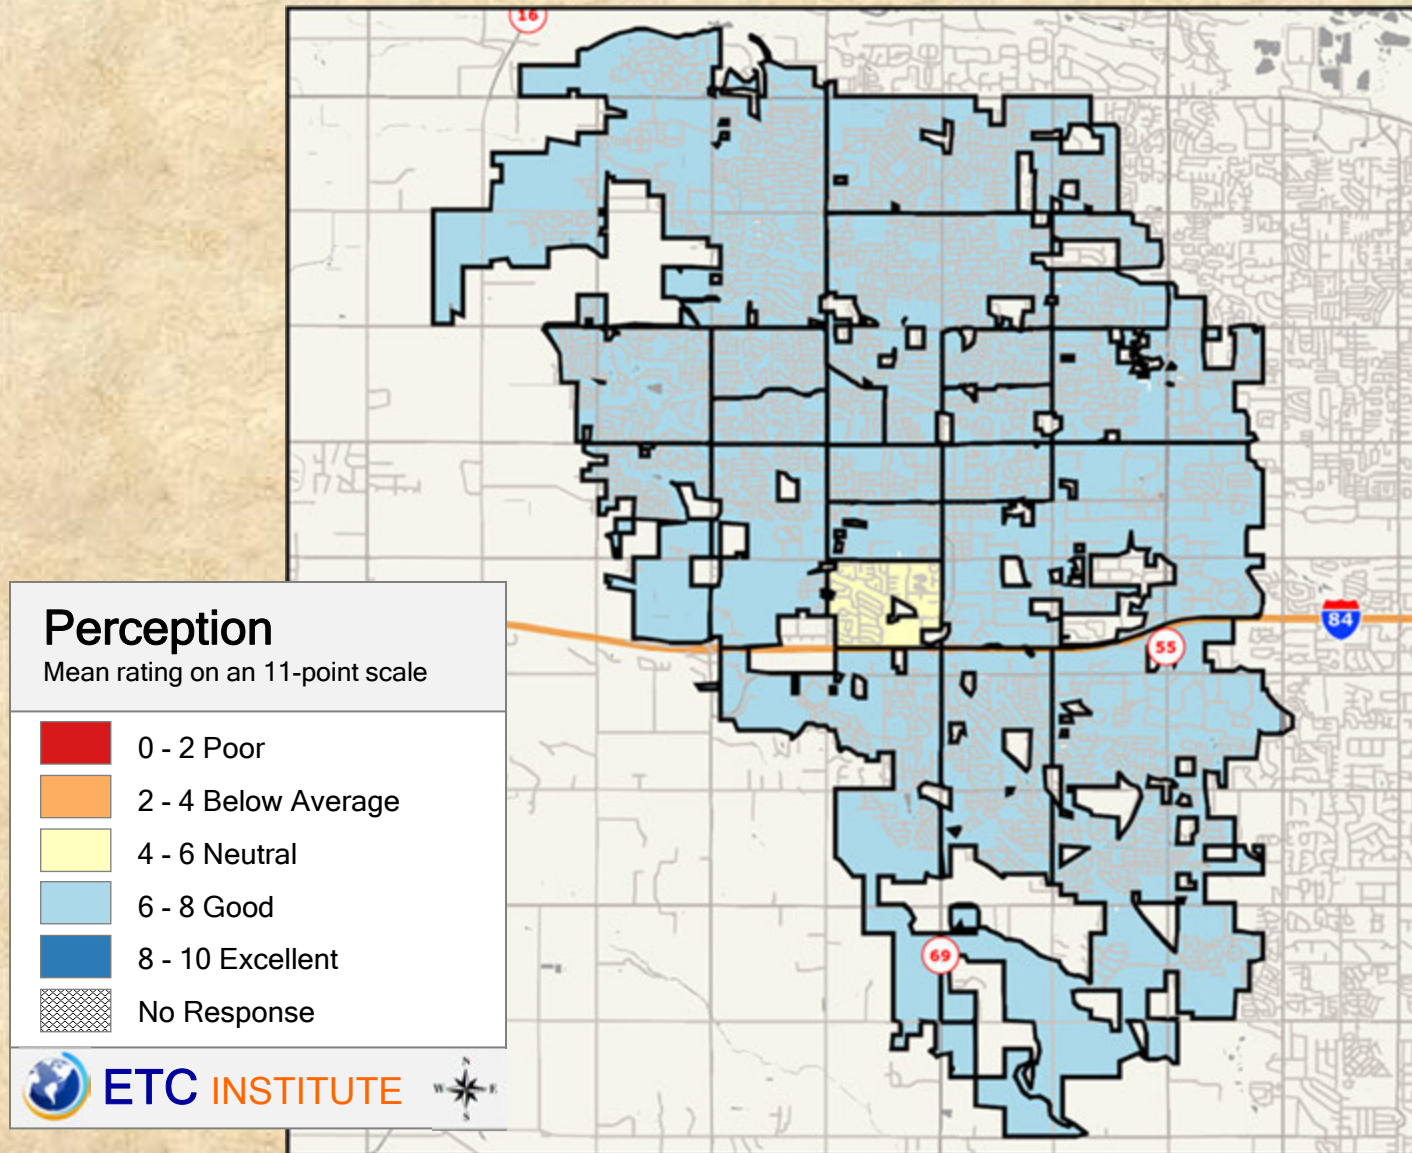 16
84
55
69
Perception
Mean rating on an 11-point scale
0 - 2 Poor
2 - 4 Below Average
4 - 6 Neutral
6 - 8 Good
8 - 10 Excellent
No Response
ETC INSTITUTE
N
W E
S